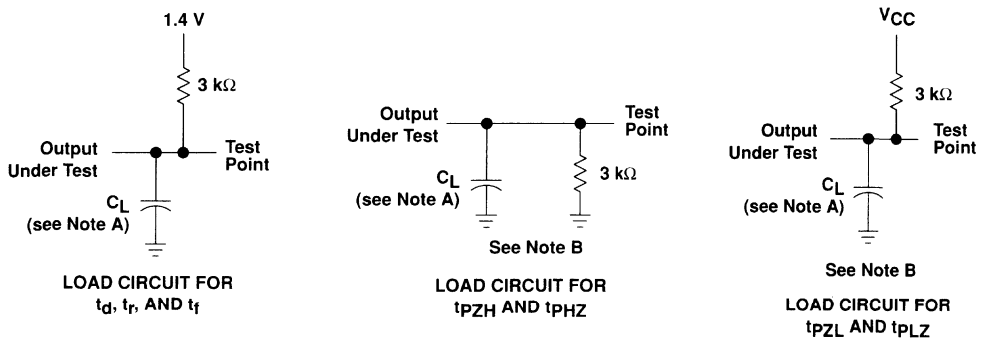 1.4 V
3 kΩ
Output
Under Test
Test
Point
CL
(see Note A)
LOAD CIRCUIT FOR
td, tr, AND tf
Output
Under Test
Test
Point
CL
(see Note A)
3 kΩ
See Note B
LOAD CIRCUIT FOR
tPZH AND tPHZ
VCC
3 kΩ
Output
Under Test
Test
Point
CL
(see Note A)
See Note B
LOAD CIRCUIT FOR
tPZL AND tPLZ